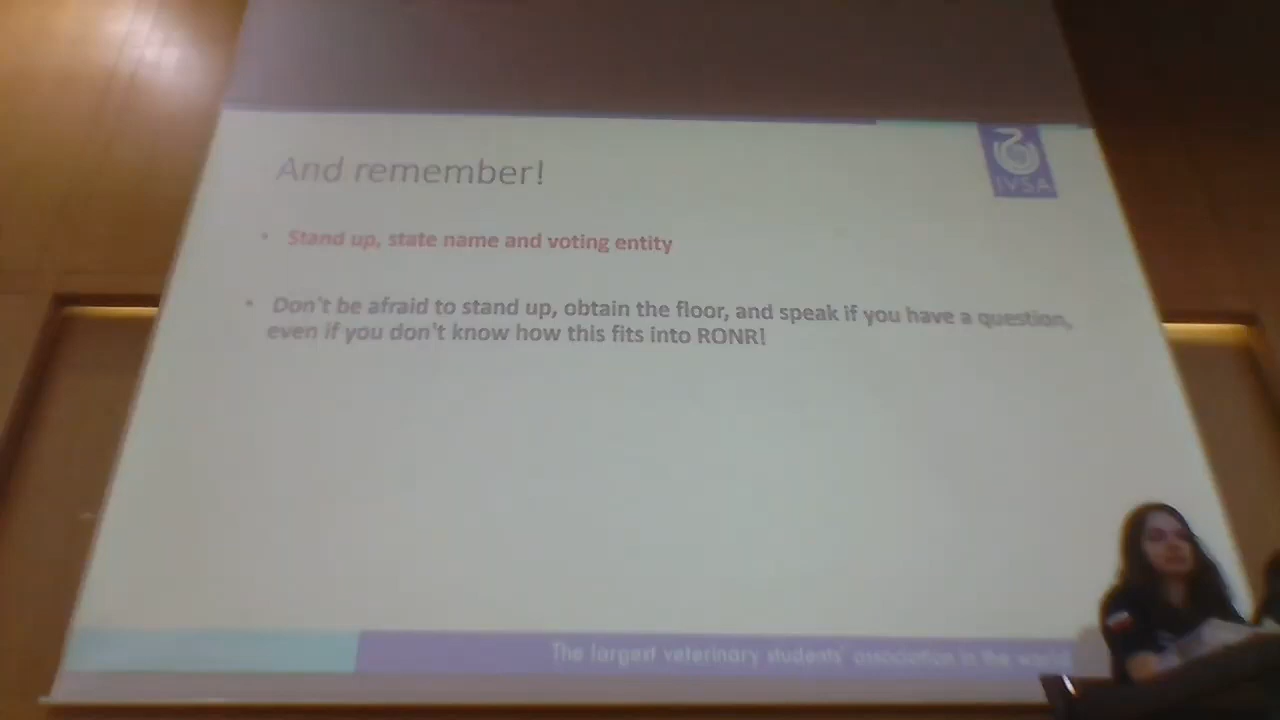 And remember!
IVSA
• Stand up, state name and voting entity
• Don't be afraid to stand up, obtain the floor, and speak if you have a question,
even if you don't know how this fits into RONR!
The largest veterinary students' association in the world